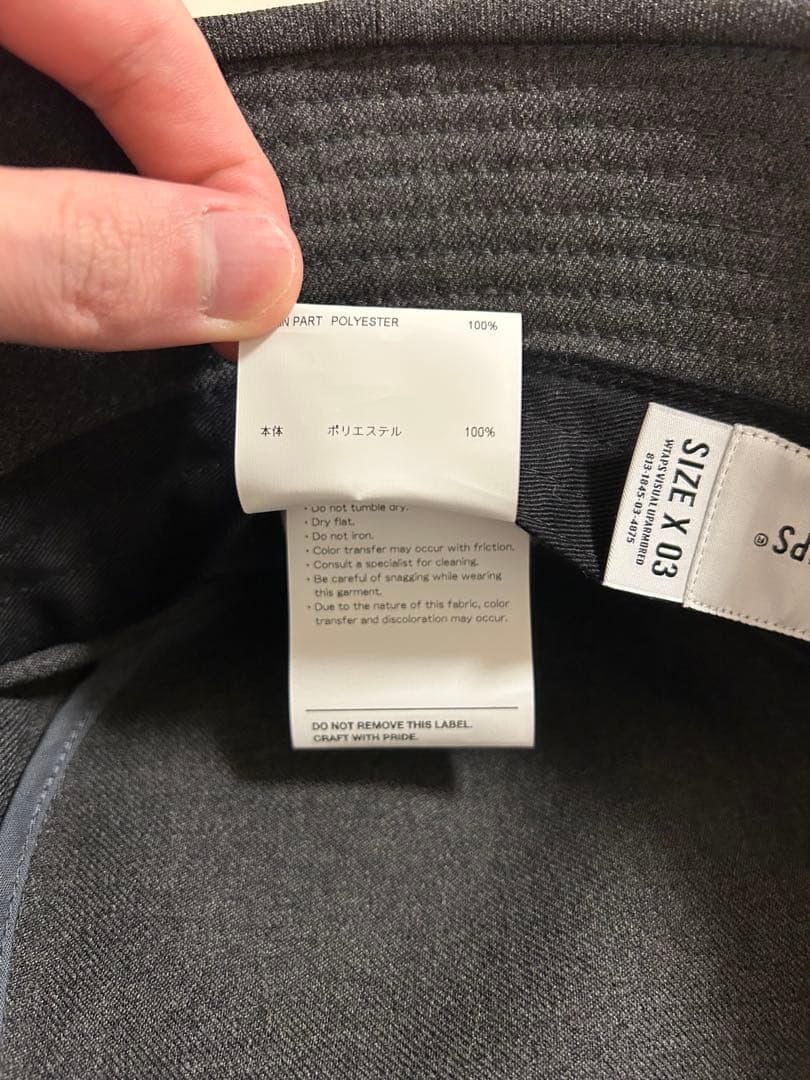 PART POLYESTER 100%
本体 ポリエステル 100%
・Do not tumble dry.
・Dry flat.
・Do not iron.
・Color transfer may occur with friction.
・Consult a specialist for cleaning.
・Be careful of snagging while wearing
this garment.
・Due to the nature of this fabric, color
transfer and discoloration may occur.
DO NOT REMOVE THIS LABEL.
CRAFT WITH PRIDE.
SIZE X 03
WTAPS VISUAL UPARMORED
813-1845-03-4875
ps®